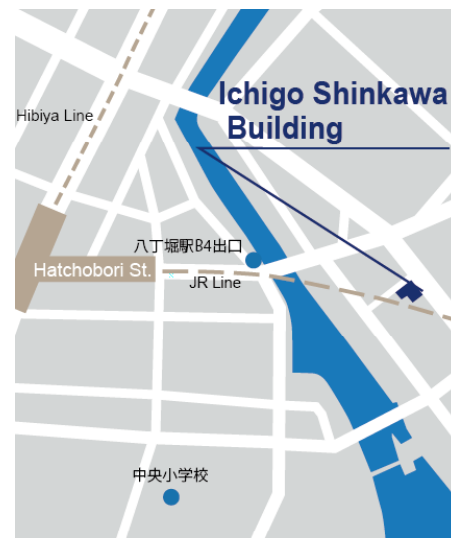 Ichigo Shinkawa
Building
Hibiya Line
八丁堀駅B4出口
Hatchobori St.
JR Line
中央小学校